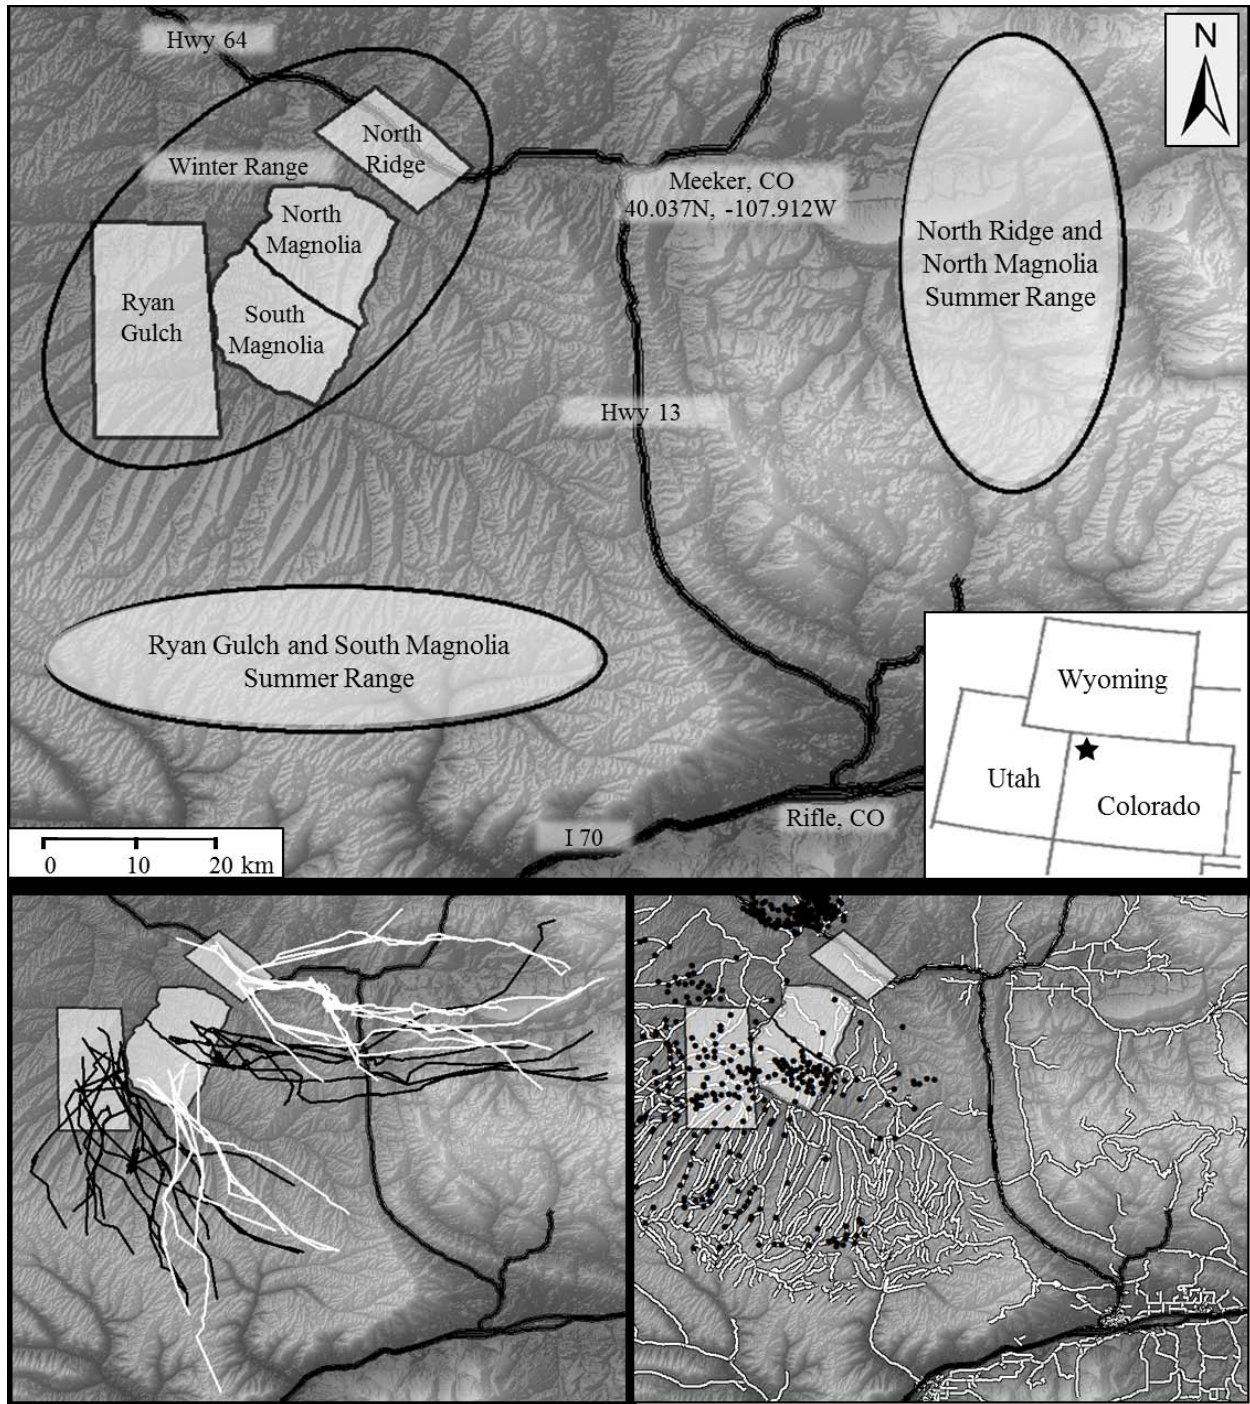 Hwy 64
N
North
Ridge
Winter Range
Meeker, CO
40.037N, -107.912W
North
Magnolia
North Ridge and
North Magnolia
Summer Range
Ryan
Gulch
South
Magnolia
Hwy 13
Ryan Gulch and South Magnolia
Summer Range
Wyoming
Utah
Colorado
Rifle, CO
I 70
0 10 20 km